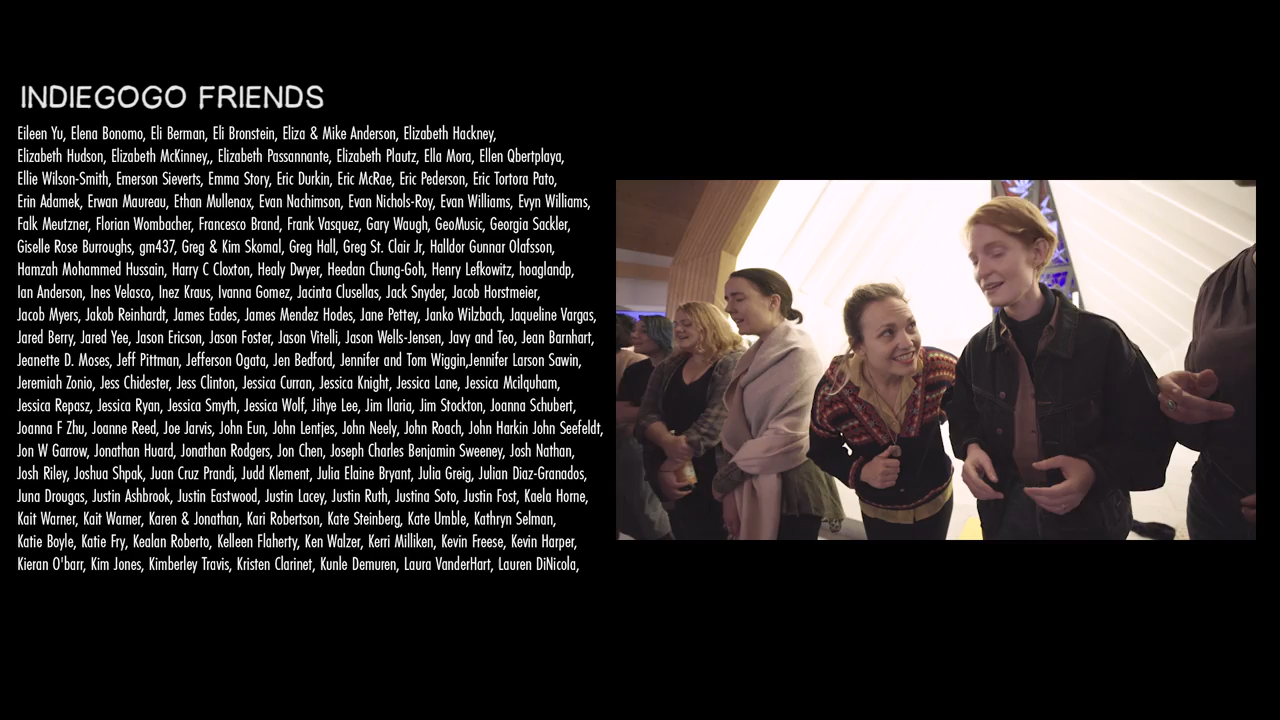 INDIEGOGO FRIENDS
Eileen Yu, Elena Bonomo, Eli Berman, Eli Bronstein, Eliza & Mike Anderson, Elizabeth Hackney,
Elizabeth Hudson, Elizabeth McKinney,, Elizabeth Passannante, Elizabeth Plautz, Ella Mora, Ellen Qbertplaya,
Ellie Wilson-Smith, Emerson Sieverts, Emma Story, Eric Durkin, Eric McRae, Eric Pederson, Eric Tortora Pato,
Erin Adamek, Erwan Maureau, Ethan Mullenax, Evan Nachimson, Evan Nichols-Roy, Evan Williams, Evyn Williams,
Falk Meutzner, Florian Wombacher, Francesco Brand, Frank Vasquez, Gary Waugh, GeoMusic, Georgia Sackler,
Giselle Rose Burroughs, gm437, Greg & Kim Skomal, Greg Hall, Greg St. Clair Jr, Halldor Gunnar Olafsson,
Hamzah Mohammed Hussain, Harry C Cloxton, Healy Dwyer, Heedan Chung-Goh, Henry Lefkowitz, hoaglandp,
Ian Anderson, Ines Velasco, Inez Kraus, Ivanna Gomez, Jacinta Clusellas, Jack Snyder, Jacob Horstmeier,
Jacob Myers, Jakob Reinhardt, James Eades, James Mendez Hodes, Jane Pettey, Janko Wilzbach, Jaqueline Vargas,
Jared Berry, Jared Yee, Jason Ericson, Jason Foster, Jason Vitelli, Jason Wells-Jensen, Javy and Teo, Jean Barnhart,
Jeanette D. Moses, Jeff Pittman, Jefferson Ogata, Jen Bedford, Jennifer and Tom Wiggin,Jennifer Larson Sawin,
Jeremiah Zonio, Jess Chidester, Jess Clinton, Jessica Curran, Jessica Knight, Jessica Lane, Jessica Mcilquham,
Jessica Repasz, Jessica Ryan, Jessica Smyth, Jessica Wolf, Jihye Lee, Jim Ilaria, Jim Stockton, Joanna Schubert,
Joanna F Zhu, Joanne Reed, Joe Jarvis, John Eun, John Lentjes, John Neely, John Roach, John Harkin John Seefeldt,
Jon W Garrow, Jonathan Huard, Jonathan Rodgers, Jon Chen, Joseph Charles Benjamin Sweeney, Josh Nathan,
Josh Riley, Joshua Shpak, Juan Cruz Prandi, Judd Klement, Julia Elaine Bryant, Julia Greig, Julian Diaz-Granados,
Juna Drougas, Justin Ashbrook, Justin Eastwood, Justin Lacey, Justin Ruth, Justina Soto, Justin Fost, Kaela Horne,
Kait Warner, Kait Warner, Karen & Jonathan, Kari Robertson, Kate Steinberg, Kate Umble, Kathryn Selman,
Katie Boyle, Katie Fry, Kealan Roberto, Kelleen Flaherty, Ken Walzer, Kerri Milliken, Kevin Freese, Kevin Harper,
Kieran O'barr, Kim Jones, Kimberley Travis, Kristen Clarinet, Kunle Demuren, Laura VanderHart, Lauren DiNicola,